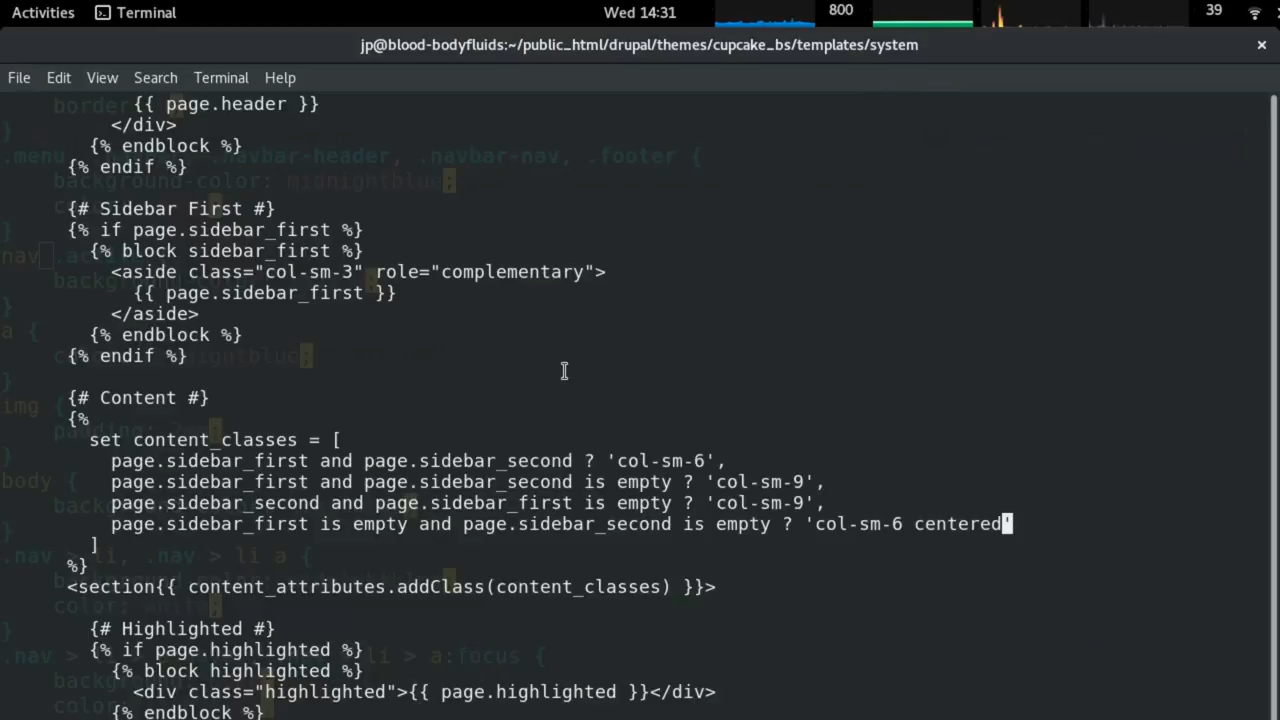 Activities Terminal Wed 14:31 800 39
jp@blood-bodyfluids:~/public_html/drupal/themes/cupcake_bs/templates/system ×
File Edit View Search Terminal Help
{{ page.header }}
</div>
{% endblock %}
{% endif %}
{# Sidebar First #}
{% if page.sidebar_first %}
{% block sidebar_first %}
<aside class="col-sm-3" role="complementary">
{{ page.sidebar_first }}
</aside>
{% endblock %}
{% endif %}
{# Content #}
{%
set content_classes = [
page.sidebar_first and page.sidebar_second ? 'col-sm-6',
page.sidebar_first and page.sidebar_second is empty ? 'col-sm-9',
page.sidebar_second and page.sidebar_first is empty ? 'col-sm-9',
page.sidebar_first is empty and page.sidebar_second is empty ? 'col-sm-6 centered'
]
%}
<section{{ content_attributes.addClass(content_classes) }}>
{# Highlighted #}
{% if page.highlighted %}
{% block highlighted %}
<div class="highlighted">{{ page.highlighted }}</div>
{% endblock %}